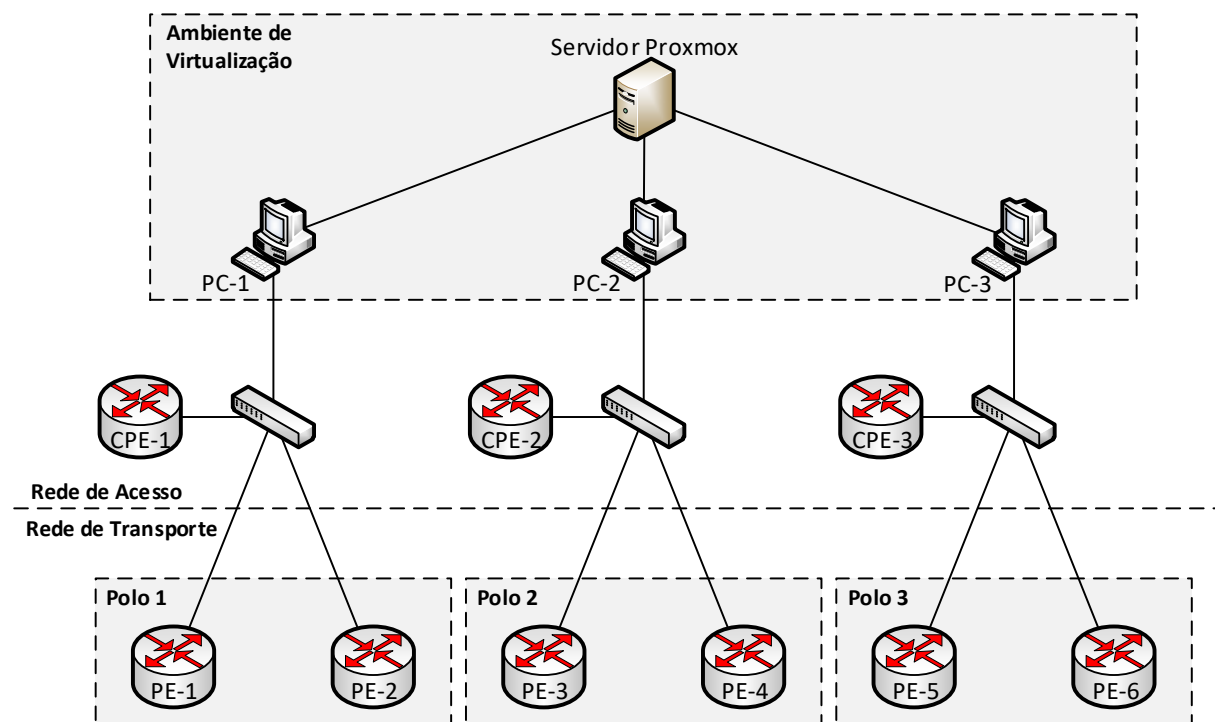 Ambiente de
Virtualização
Servidor Proxmox
PC-1
PC-2
PC-3
CPE-1
CPE-2
CPE-3
Rede de Acesso
Rede de Transporte
Polo 1
Polo 2
Polo 3
PE-1
PE-2
PE-3
PE-4
PE-5
PE-6